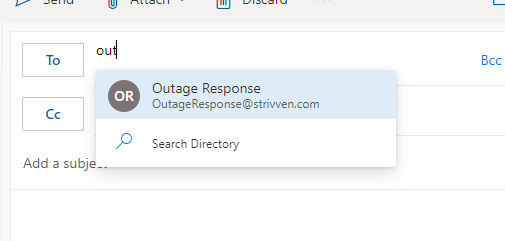 Send Attach Discard
To out Bcc
OR Outage Response
OutageResponse@strivven.com
Cc
Search Directory
Add a subject